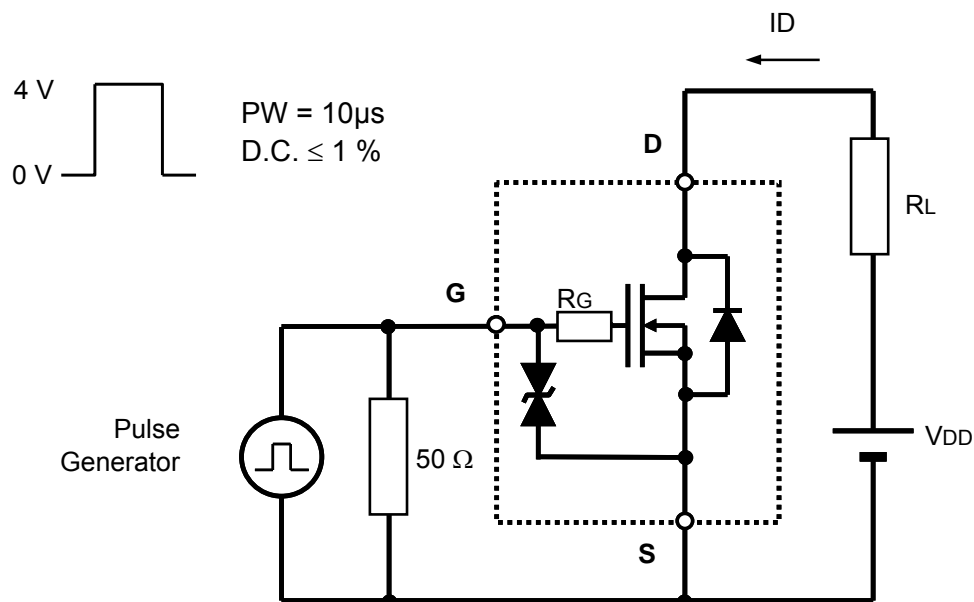 ID
4 V
PW = 10μs
D.C. ≤ 1 %
0 V
D
RL
G
RG
Pulse
Generator
50 Ω
VDD
S